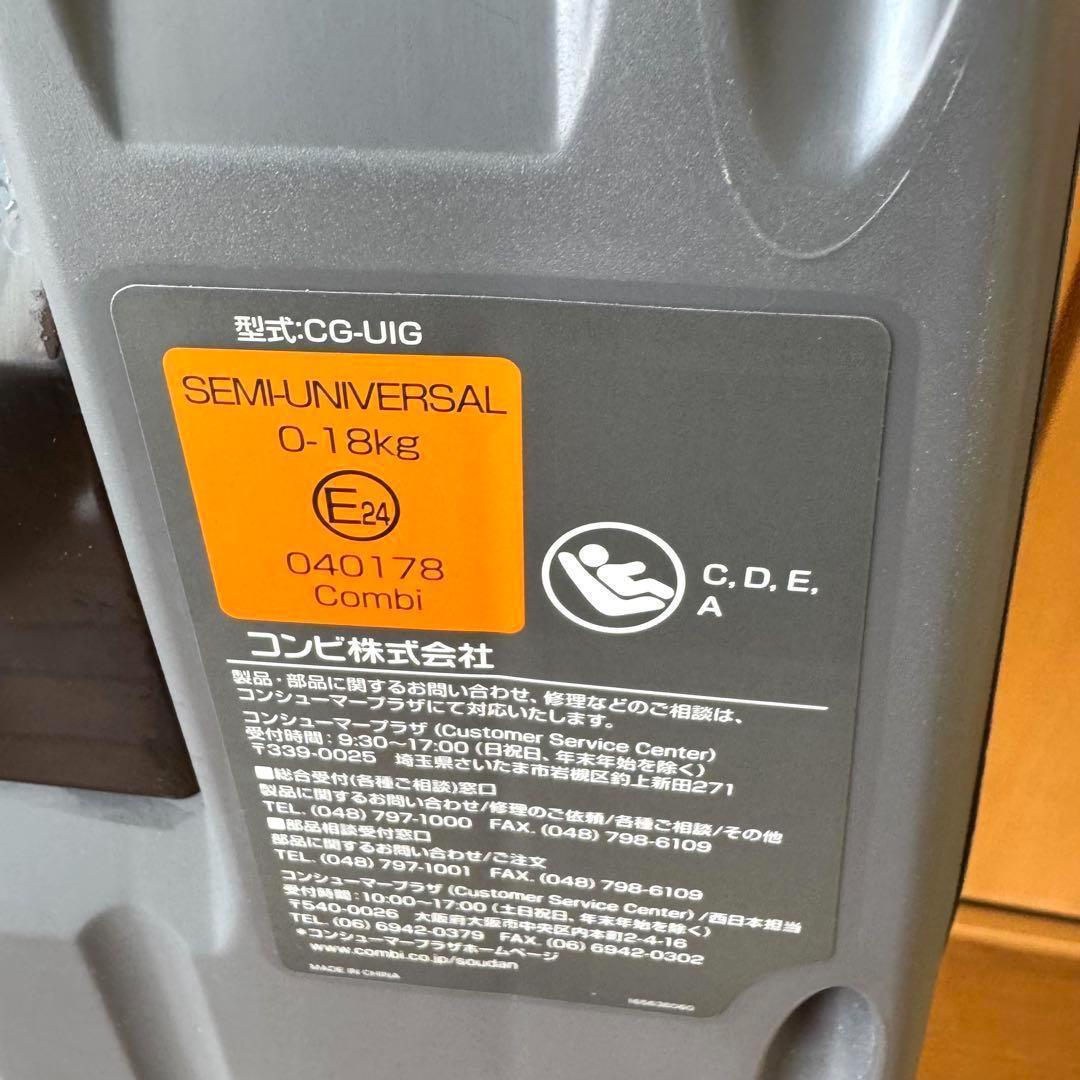 型式:CG-UIG
SEMI-UNIVERSAL
0-18kg
E24
040178
Combi
C, D, E,
A
コンビ株式会社
製品・部品に関するお問い合わせ、修理などのご相談は、
コンシューマープラザにて対応いたします。
コンシューマープラザ (Customer Service Center)
受付時間:9:30〜17:00 (日祝日、年末年始を除く)
〒339-0025 埼玉県さいたま市岩槻区釣上新田271
■総合受付(各種ご相談)窓口
製品に関するお問い合わせ/修理のご依頼/各種ご相談/その他
TEL. (048) 797-1000 FAX. (048) 798-6109
■部品相談受付窓口
部品に関するお問い合わせ/ご注文
TEL. (048) 797-1001 FAX. (048) 798-6109
コンシューマープラザ (Customer Service Center) /西日本担当
受付時間:10:00〜17:00 (土日祝日、年末年始を除く)
〒540-0026 大阪府大阪市中央区内本町2-4-16
TEL. (06) 6942-0379 FAX. (06) 6942-0302
*コンシューマープラザホームページ
www.combi.co.jp/soudan
MADE IN CHINA